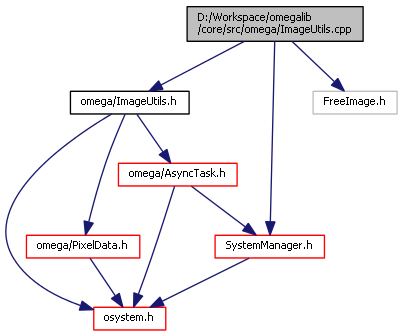 D:/Workspace/omegalib
/core/src/omega/ImageUtils.cpp
omega/ImageUtils.h
FreeImage.h
omega/AsyncTask.h
omega/PixelData.h
SystemManager.h
osystem.h